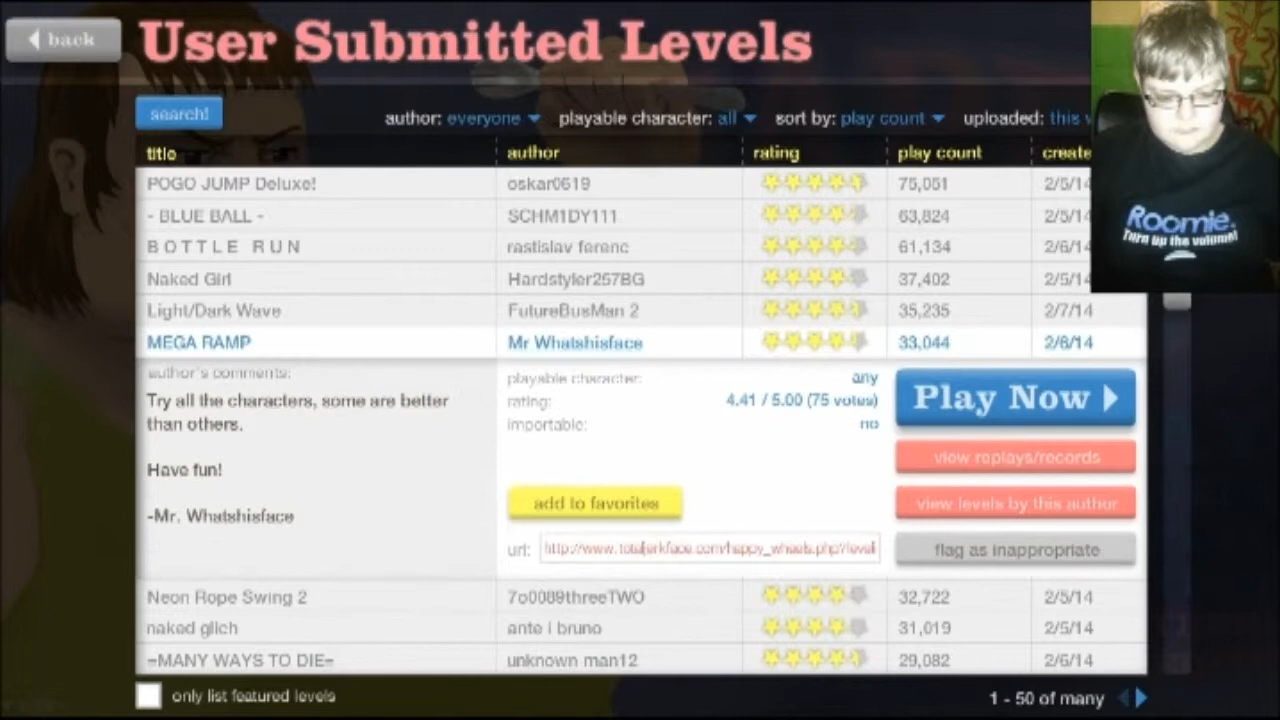 back
User Submitted Levels
search!
author: everyone playable character: all sort by: play count uploaded: this
title author rating play count create
POGO JUMP Deluxe! oskar0619 75,051 2/5/14
- BLUE BALL - SCHM1DY111 63,824 2/5/14
BOTTLE RUN rastislav ferenc 61,134 2/6/14
Naked Girl Hardstyler257BG 37,402 2/5/14
Light/Dark Wave FutureBusMan 2 35,235 2/7/14
MEGA RAMP Mr Whatshisface 33,044 2/6/14
author's comments:
Try all the characters, some are better
than others.
Have fun!
-Mr. Whatshisface
playable character: any
rating: 4.41 / 5.00 (75 votes)
importable: no
add to favorites
url: http://www.totaljerkface.com/happy_wheels.php?level
Play Now
view replays/records
view levels by this author
flag as inappropriate
Neon Rope Swing 2 7o0089threeTWO 32,722 2/5/14
naked glich ante i bruno 31,019 2/5/14
=MANY WAYS TO DIE= unknown man12 29,082 2/6/14
only list featured levels
1 - 50 of many
Roomie.
Turn up the volume!